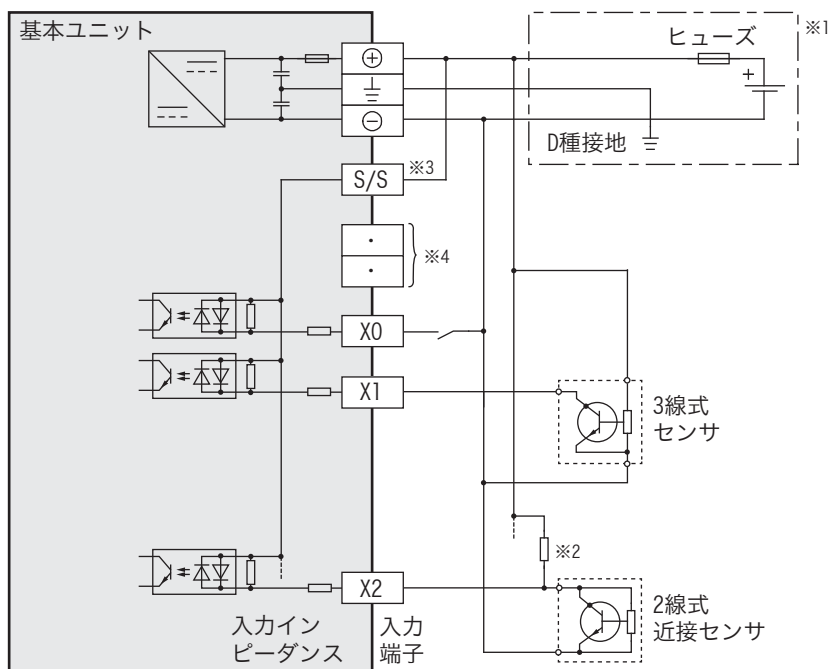 基本ユニット
ヒューズ
※1
+
−
+
D種接地
S/S
※3
※4
X0
X1
3線式
センサ
※2
X2
入力イン
ピーダンス
入力
端子
2線式
近接センサ